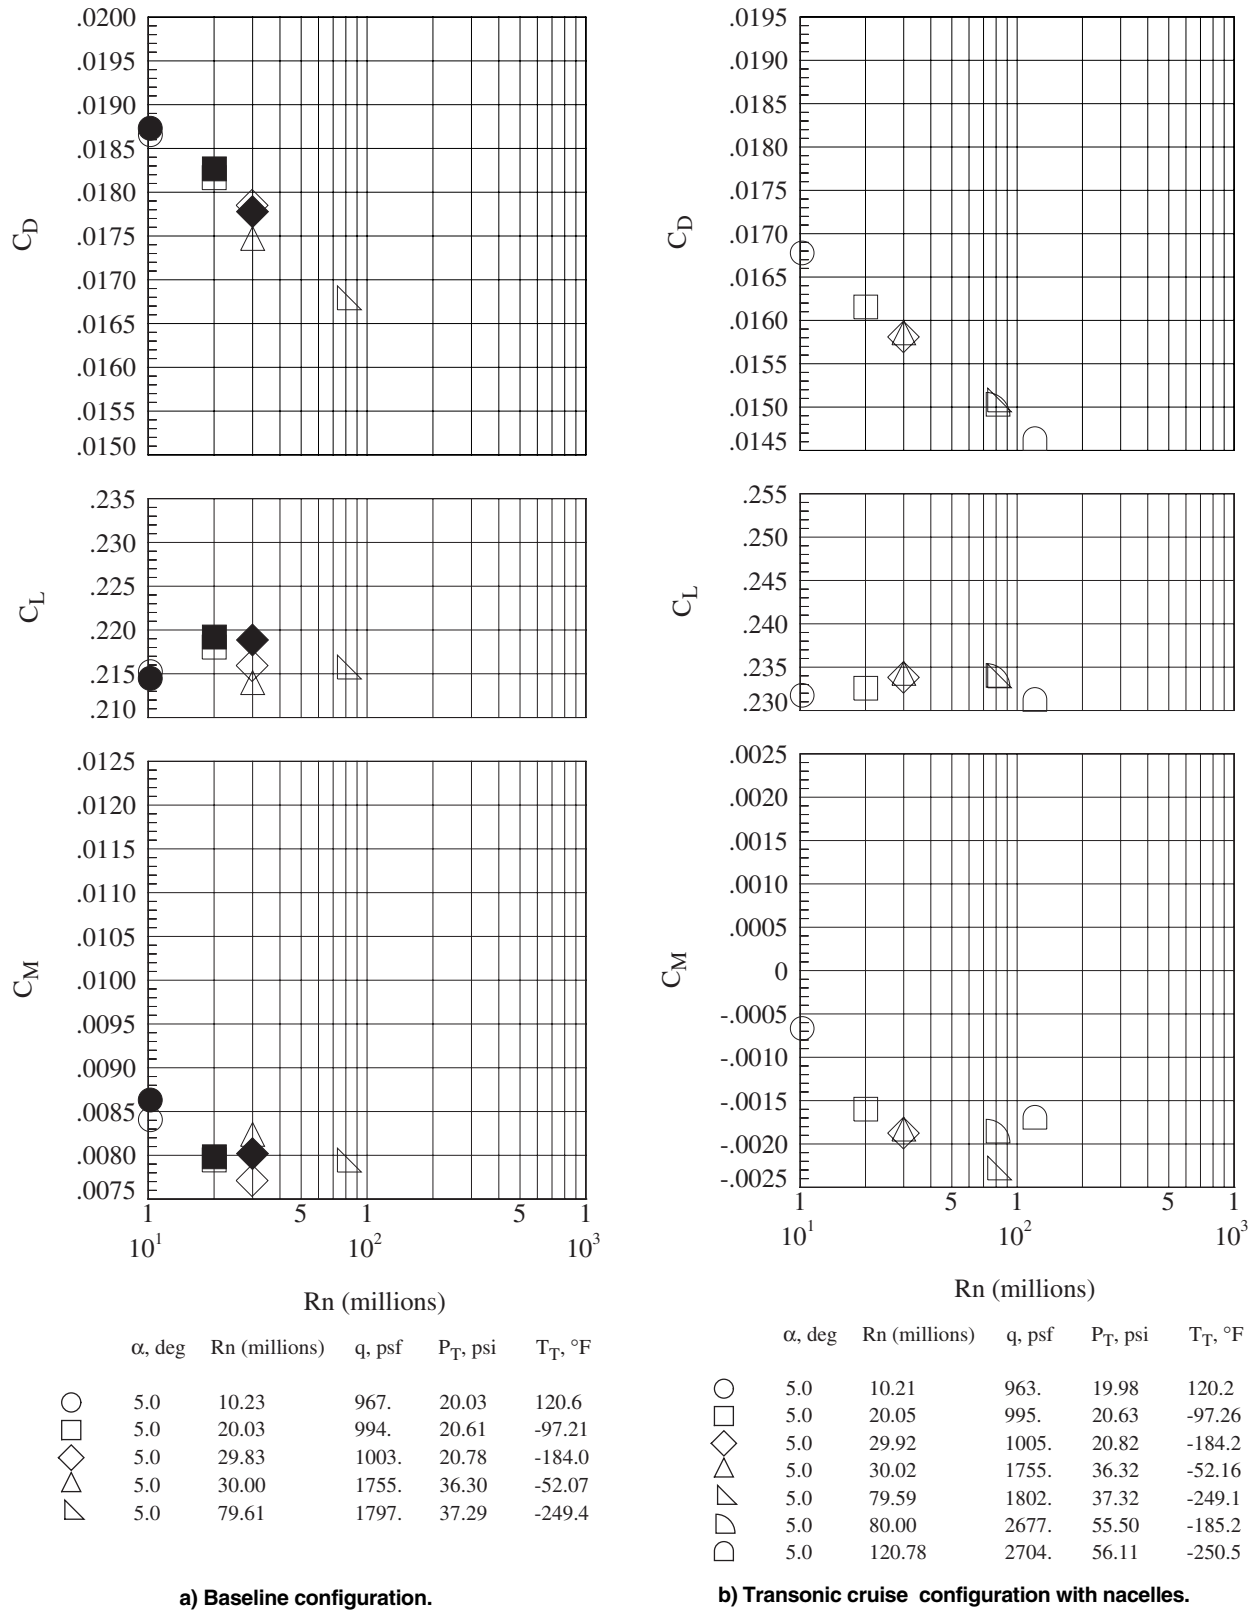 .0200
.0195
.0190
.0185
.0180
.0175
.0170
.0165
.0160
.0155
.0150
C_D
.235
.230
.225
.220
.215
.210
C_L
.0125
.0120
.0115
.0110
.0105
.0100
.0095
.0090
.0085
.0080
.0075
C_M
1 5 1 5 1
10^1 10^2 10^3
Rn (millions)
α, deg Rn (millions) q, psf P_T, psi T_T, °F
5.0 10.23 967. 20.03 120.6
5.0 20.03 994. 20.61 -97.21
5.0 29.83 1003. 20.78 -184.0
5.0 30.00 1755. 36.30 -52.07
5.0 79.61 1797. 37.29 -249.4
a) Baseline configuration.
.0195
.0190
.0185
.0180
.0175
.0170
.0165
.0160
.0155
.0150
.0145
C_D
.255
.250
.245
.240
.235
.230
C_L
.0025
.0020
.0015
.0010
.0005
0
-.0005
-.0010
-.0015
-.0020
-.0025
C_M
1 5 1 5 1
10^1 10^2 10^3
Rn (millions)
α, deg Rn (millions) q, psf P_T, psi T_T, °F
5.0 10.21 963. 19.98 120.2
5.0 20.05 995. 20.63 -97.26
5.0 29.92 1005. 20.82 -184.2
5.0 30.02 1755. 36.32 -52.16
5.0 79.59 1802. 37.32 -249.1
5.0 80.00 2677. 55.50 -185.2
5.0 120.78 2704. 56.11 -250.5
b) Transonic cruise configuration with nacelles.